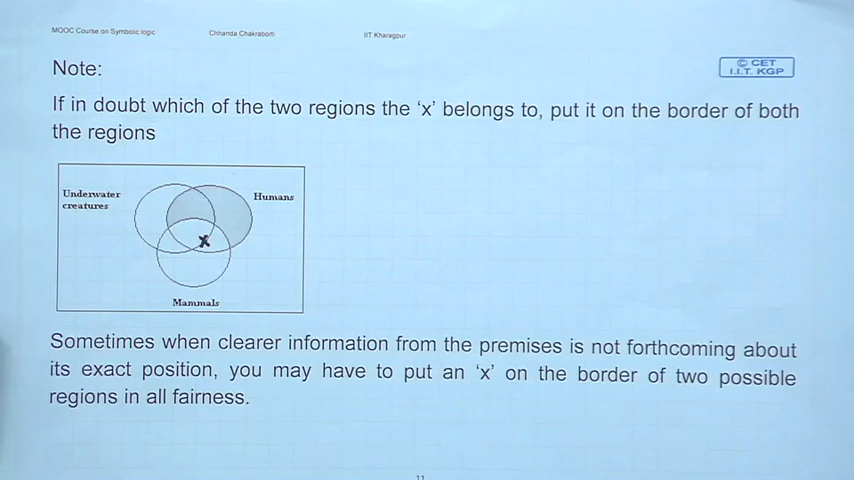 MOOC Course on Symbolic logic Chhanda Chakraborti IIT Kharagpur
© CET
I.I.T. KGP
Note:
If in doubt which of the two regions the ‘x’ belongs to, put it on the border of both
the regions
Underwater
creatures
Humans
x
Mammals
Sometimes when clearer information from the premises is not forthcoming about
its exact position, you may have to put an ‘x’ on the border of two possible
regions in all fairness.
11